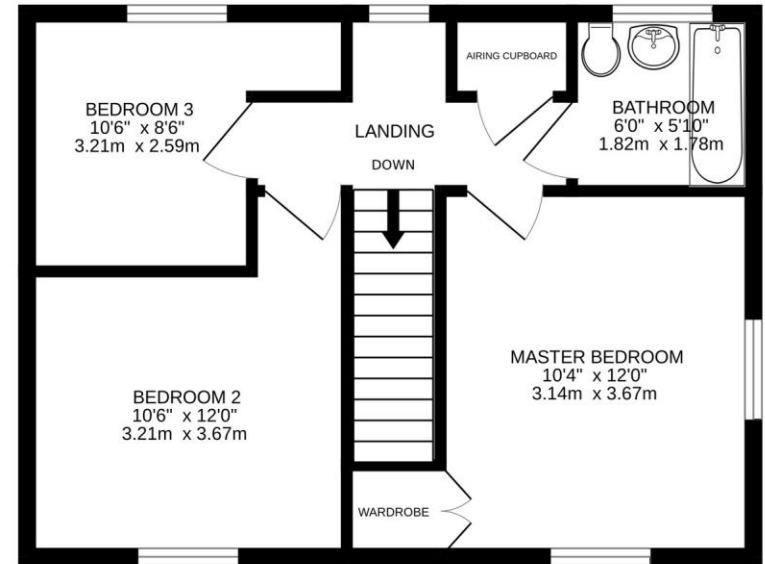 AIRING CUPBOARD
BEDROOM 3
10'6" x 8'6"
3.21m x 2.59m
BATHROOM
6'0" x 5'10"
1.82m x 1.78m
LANDING
DOWN
MASTER BEDROOM
10'4" x 12'0"
3.14m x 3.67m
BEDROOM 2
10'6" x 12'0"
3.21m x 3.67m
WARDROBE